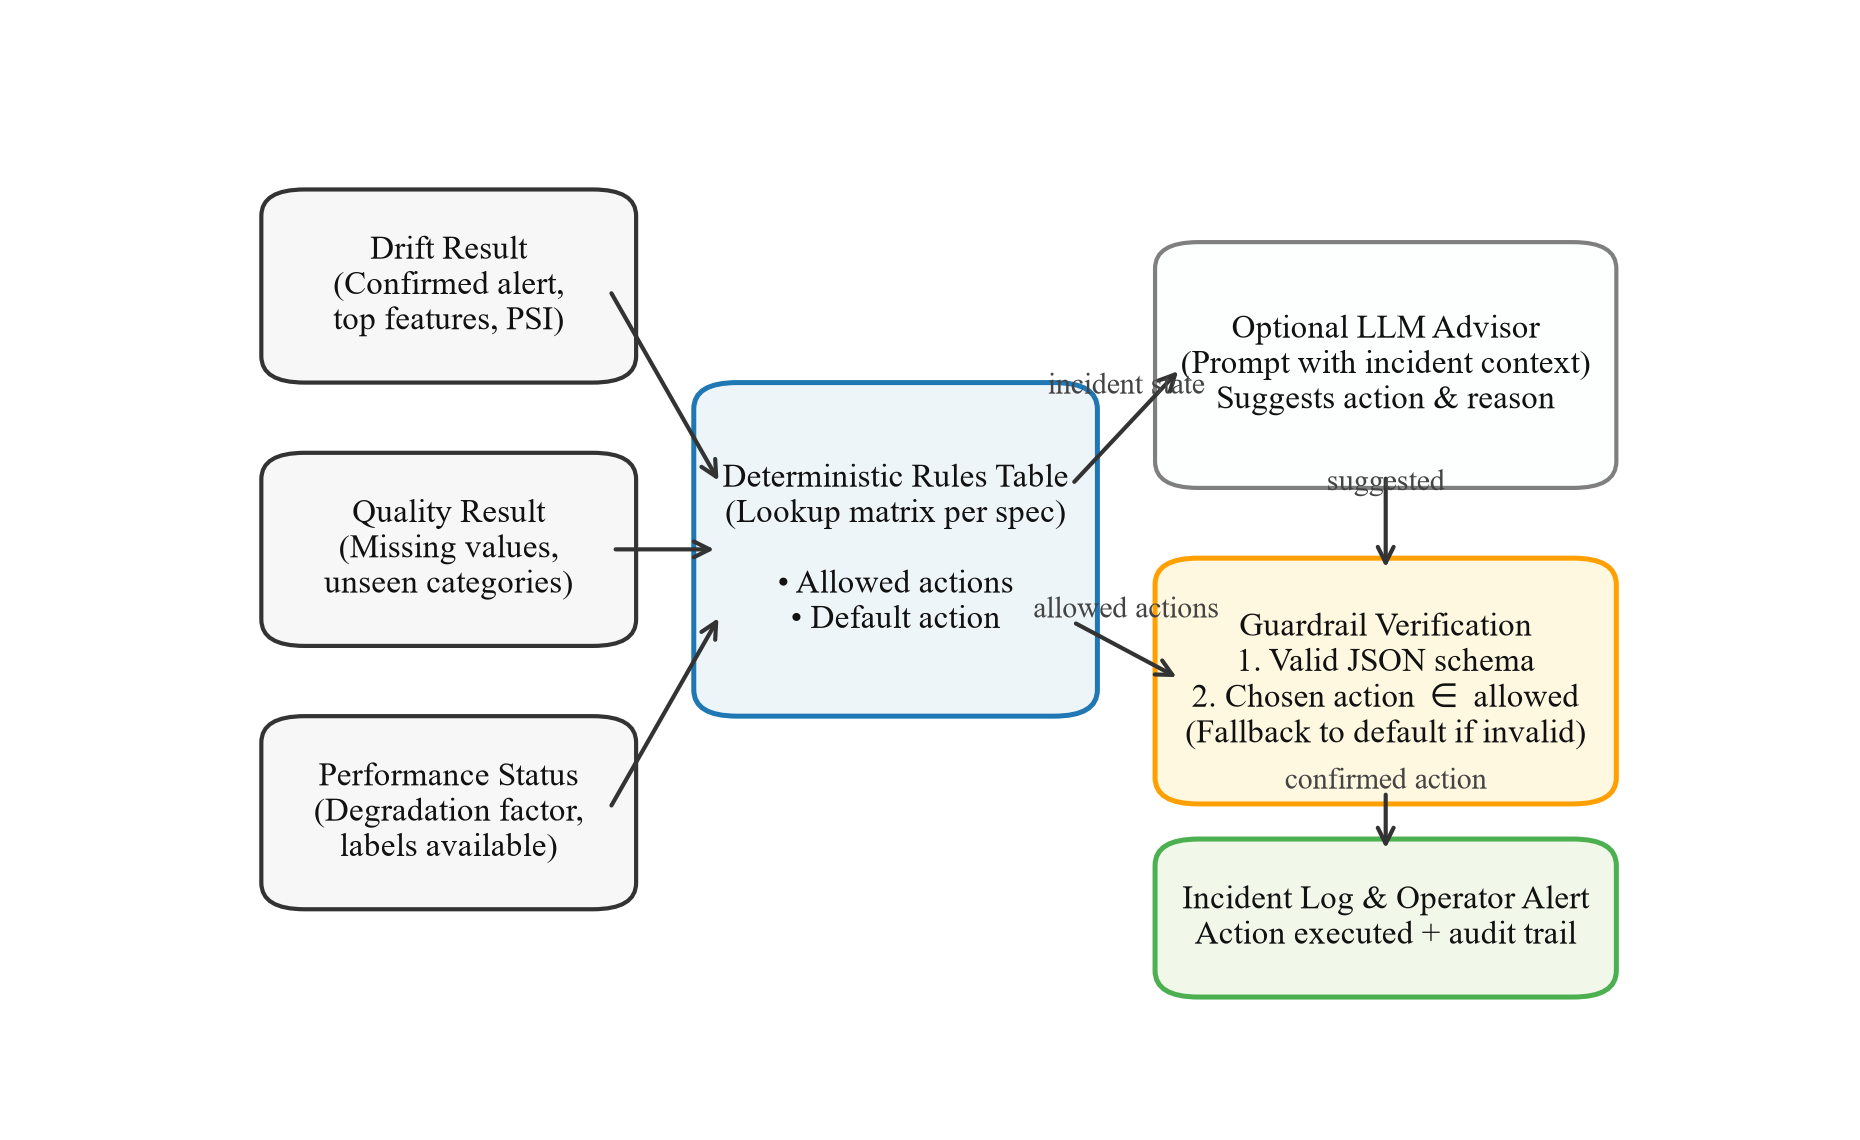 Drift Result
(Confirmed alert,
top features, PSI)
Quality Result
(Missing values,
unseen categories)
Performance Status
(Degradation factor,
labels available)
Deterministic Rules Table
(Lookup matrix per spec)
• Allowed actions
• Default action
incident state
allowed actions
Optional LLM Advisor
(Prompt with incident context)
Suggests action & reason
suggested
Guardrail Verification
1. Valid JSON schema
2. Chosen action ∈ allowed
(Fallback to default if invalid)
confirmed action
Incident Log & Operator Alert
Action executed + audit trail